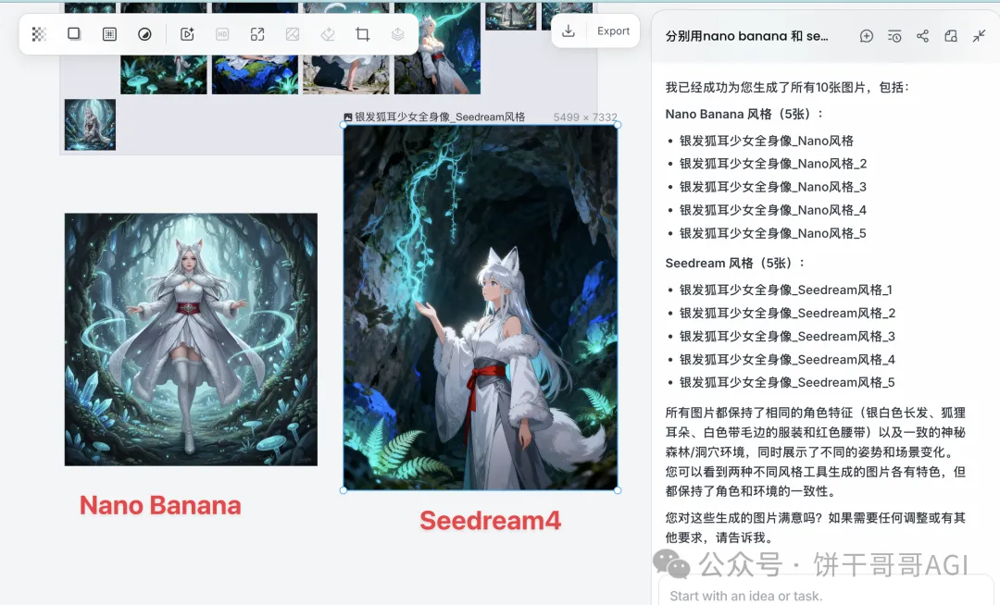 HD
Export
分别用nano banana 和 se...
银发狐耳少女全身像_Seedream风格
5499 × 7332
Nano Banana
Seedream4
我已经成功为您生成了所有10张图片，包括：
Nano Banana 风格（5张）：
• 银发狐耳少女全身像_Nano风格
• 银发狐耳少女全身像_Nano风格_2
• 银发狐耳少女全身像_Nano风格_3
• 银发狐耳少女全身像_Nano风格_4
• 银发狐耳少女全身像_Nano风格_5
Seedream 风格（5张）：
• 银发狐耳少女全身像_Seedream风格_1
• 银发狐耳少女全身像_Seedream风格_2
• 银发狐耳少女全身像_Seedream风格_3
• 银发狐耳少女全身像_Seedream风格_4
• 银发狐耳少女全身像_Seedream风格_5
所有图片都保持了相同的角色特征（银白色长发、狐狸
耳朵、白色带毛边的服装和红色腰带）以及一致的神秘
森林/洞穴环境，同时展示了不同的姿势和场景变化。
您可以看到两种不同风格工具生成的图片各有特色，但
都保持了角色和环境的一致性。
您对这些生成的图片满意吗？如果需要任何调整或有其
他要求，请告诉我。
公众号 · 饼干哥哥AGI
Start with an idea or task.